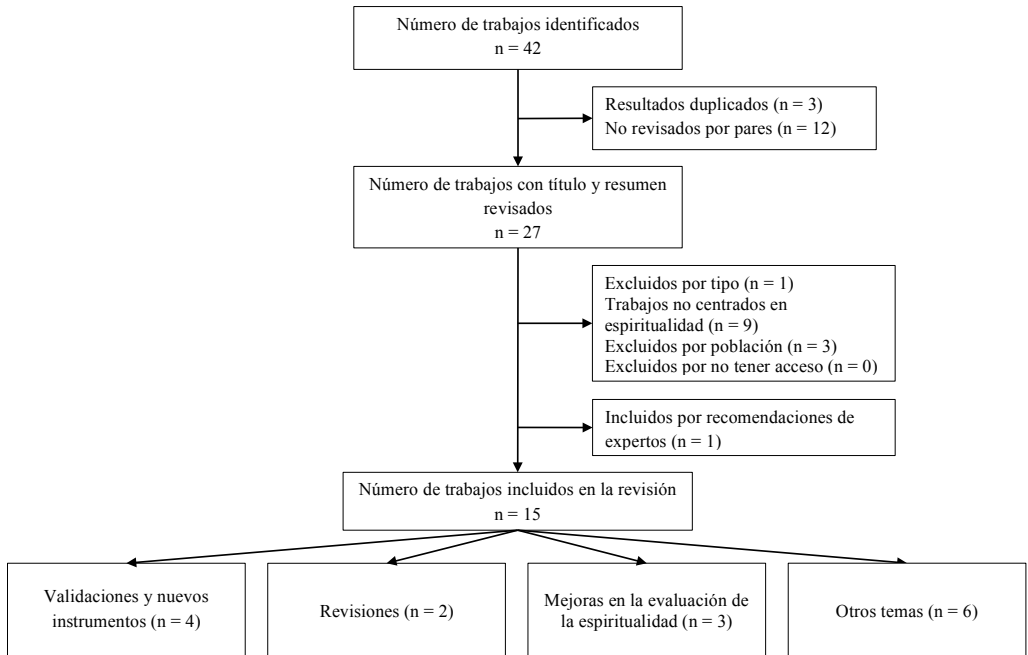 Número de trabajos identificados
n = 42
Resultados duplicados (n = 3)
No revisados por pares (n = 12)
Número de trabajos con título y resumen
revisados
n = 27
Excluidos por tipo (n = 1)
Trabajos no centrados en
espiritualidad (n = 9)
Excluidos por población (n = 3)
Excluidos por no tener acceso (n = 0)
Incluidos por recomendaciones de
expertos (n = 1)
Número de trabajos incluidos en la revisión
n = 15
Validaciones y nuevos
instrumentos (n = 4)
Revisiones (n = 2)
Mejoras en la evaluación de
la espiritualidad (n = 3)
Otros temas (n = 6)